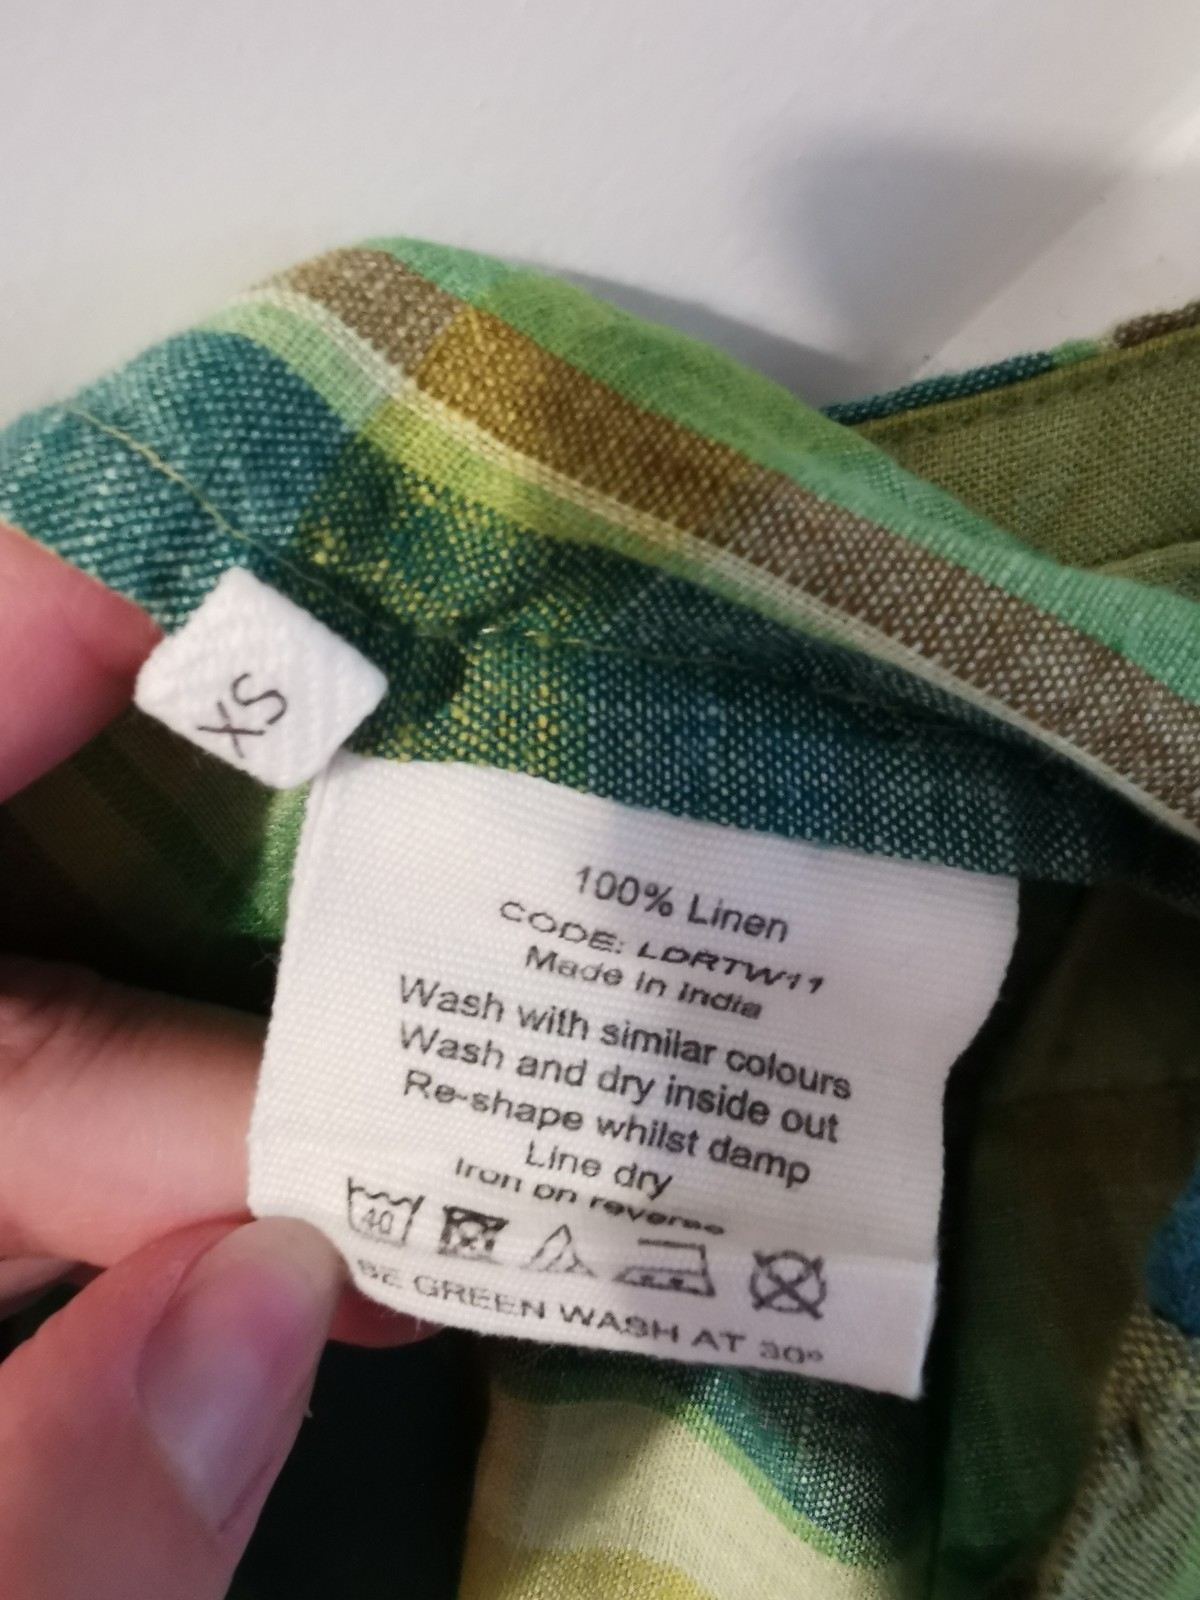 XS
100% Linen
CODE: LDRTW11
Made in India
Wash with similar colours
Wash and dry inside out
Re-shape whilst damp
Line dry
Iron on reverse
40
BE GREEN WASH AT 30°